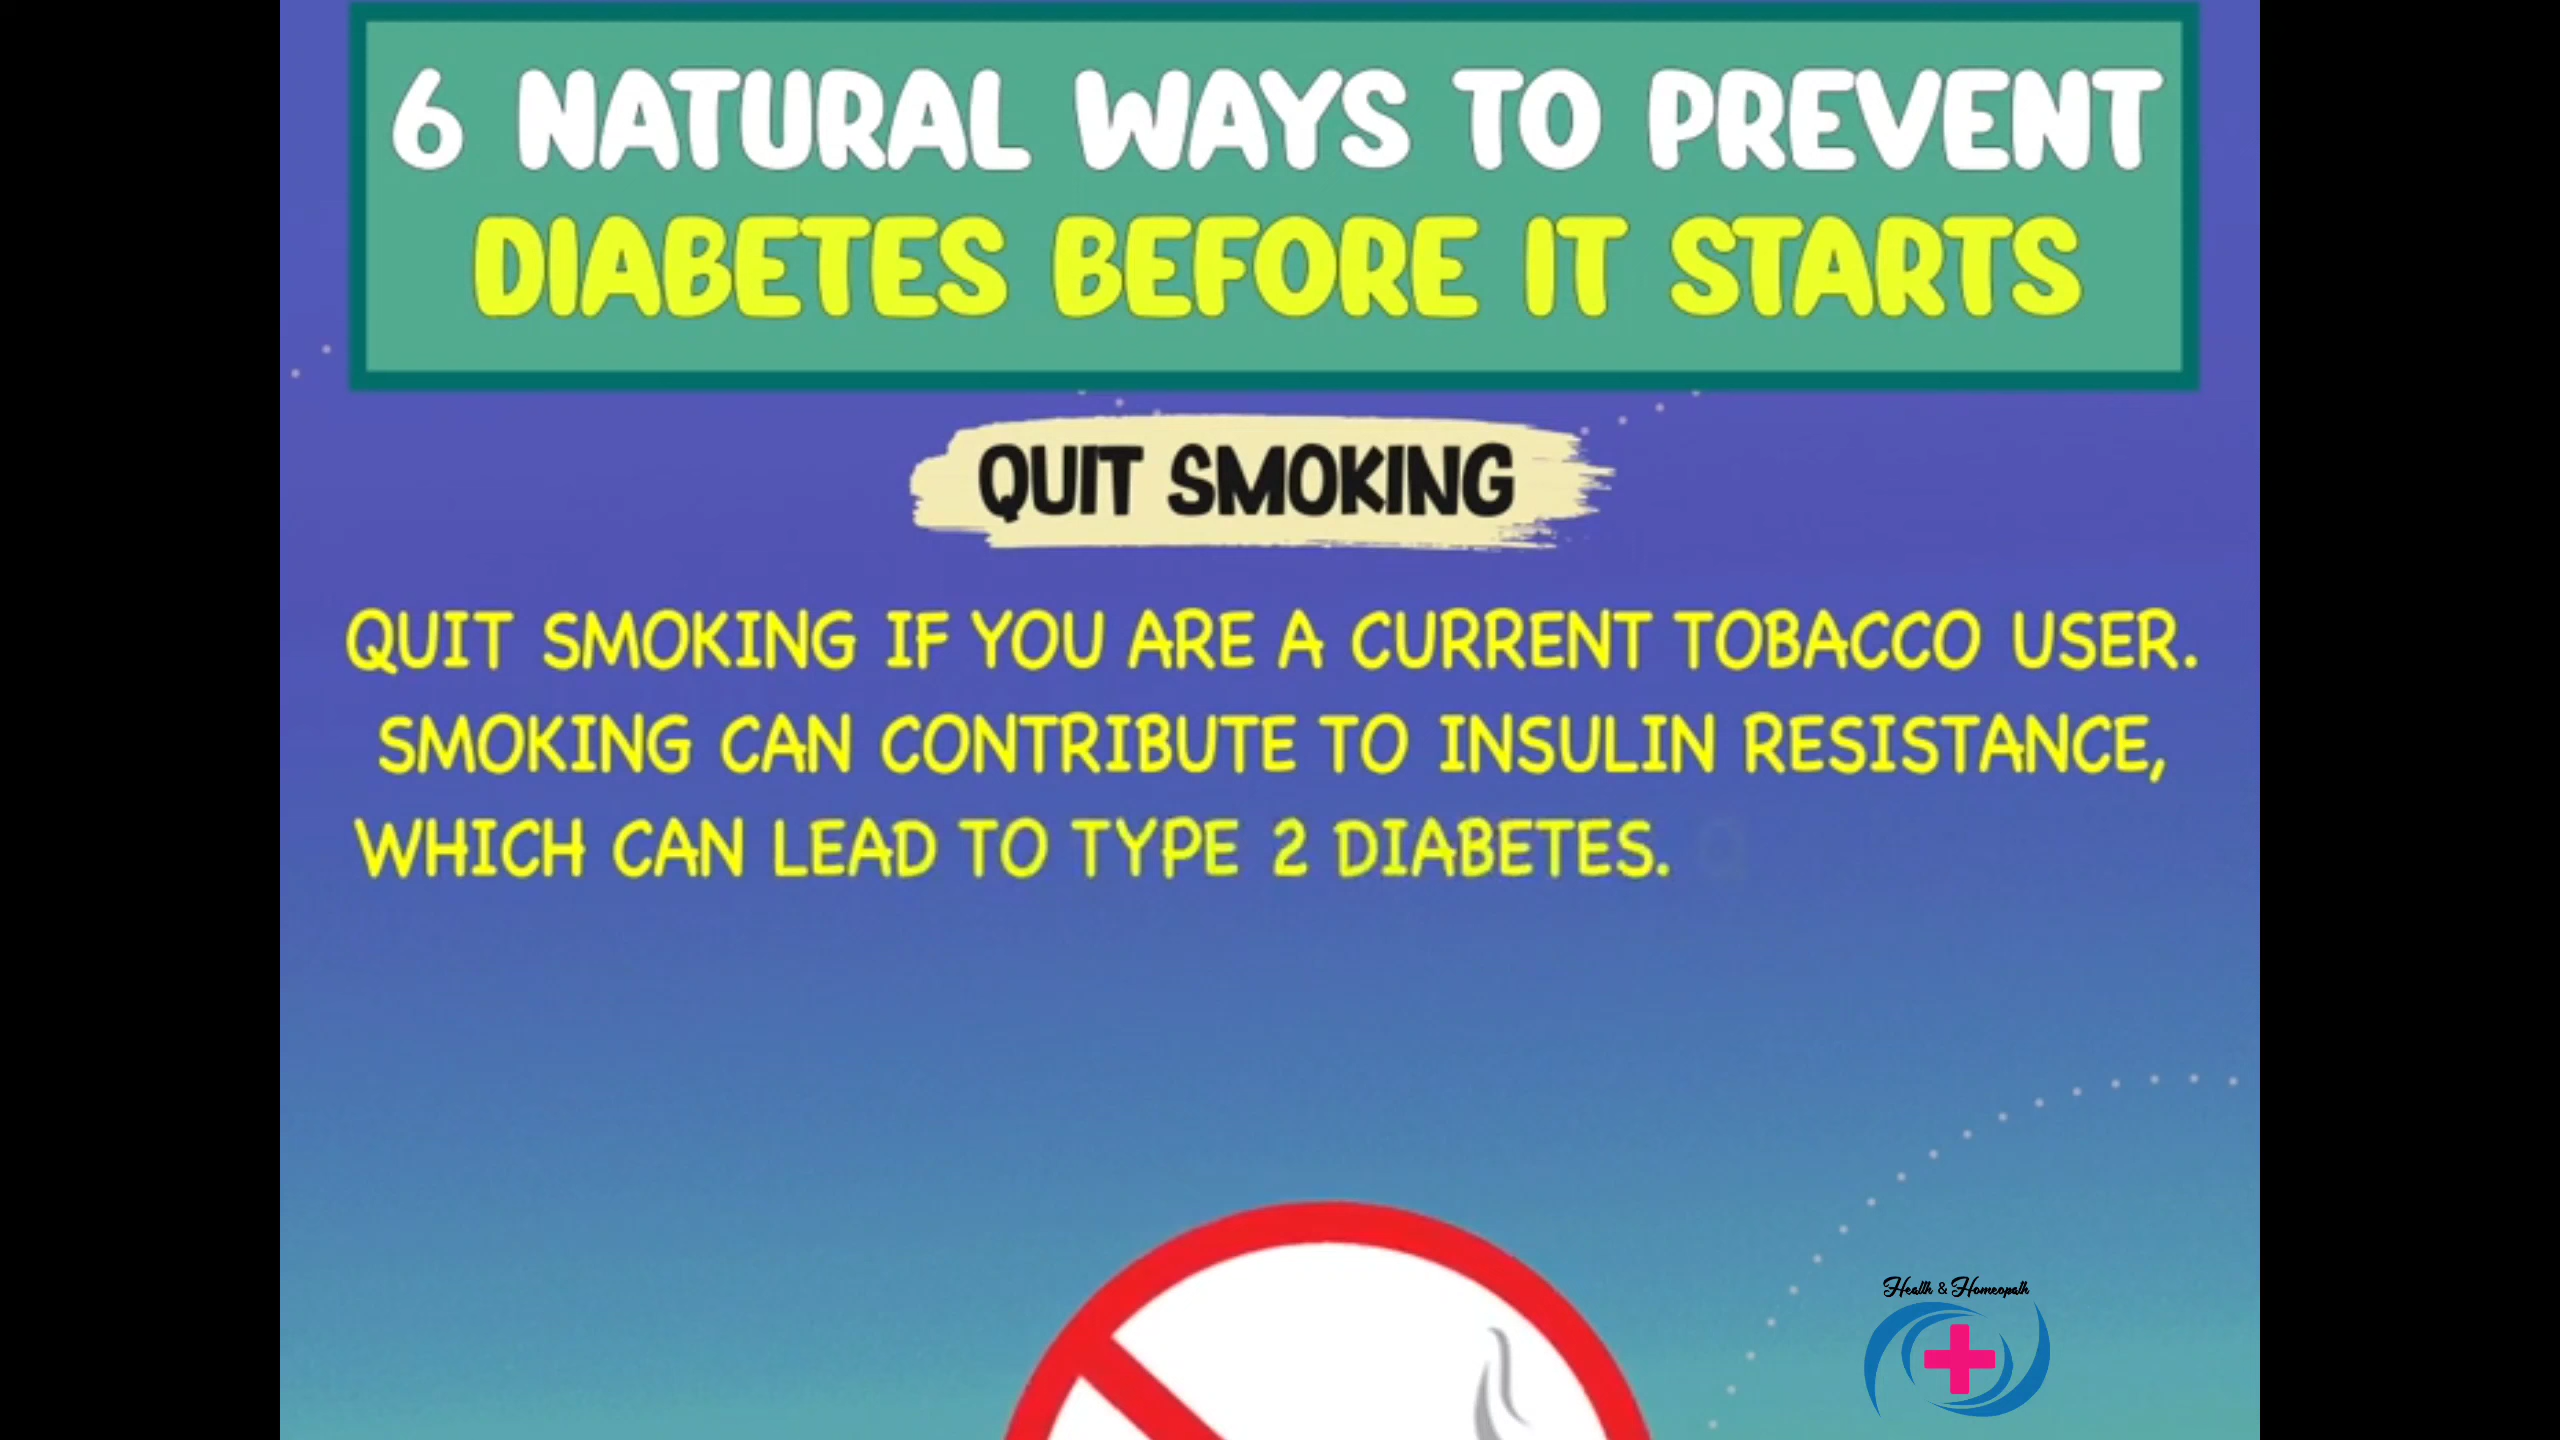 6 NATURAL WAYS TO PREVENT
DIABETES BEFORE IT STARTS
QUIT SMOKING
QUIT SMOKING IF YOU ARE A CURRENT TOBACCO USER.
SMOKING CAN CONTRIBUTE TO INSULIN RESISTANCE,
WHICH CAN LEAD TO TYPE 2 DIABETES. Q
Health & Homeopath